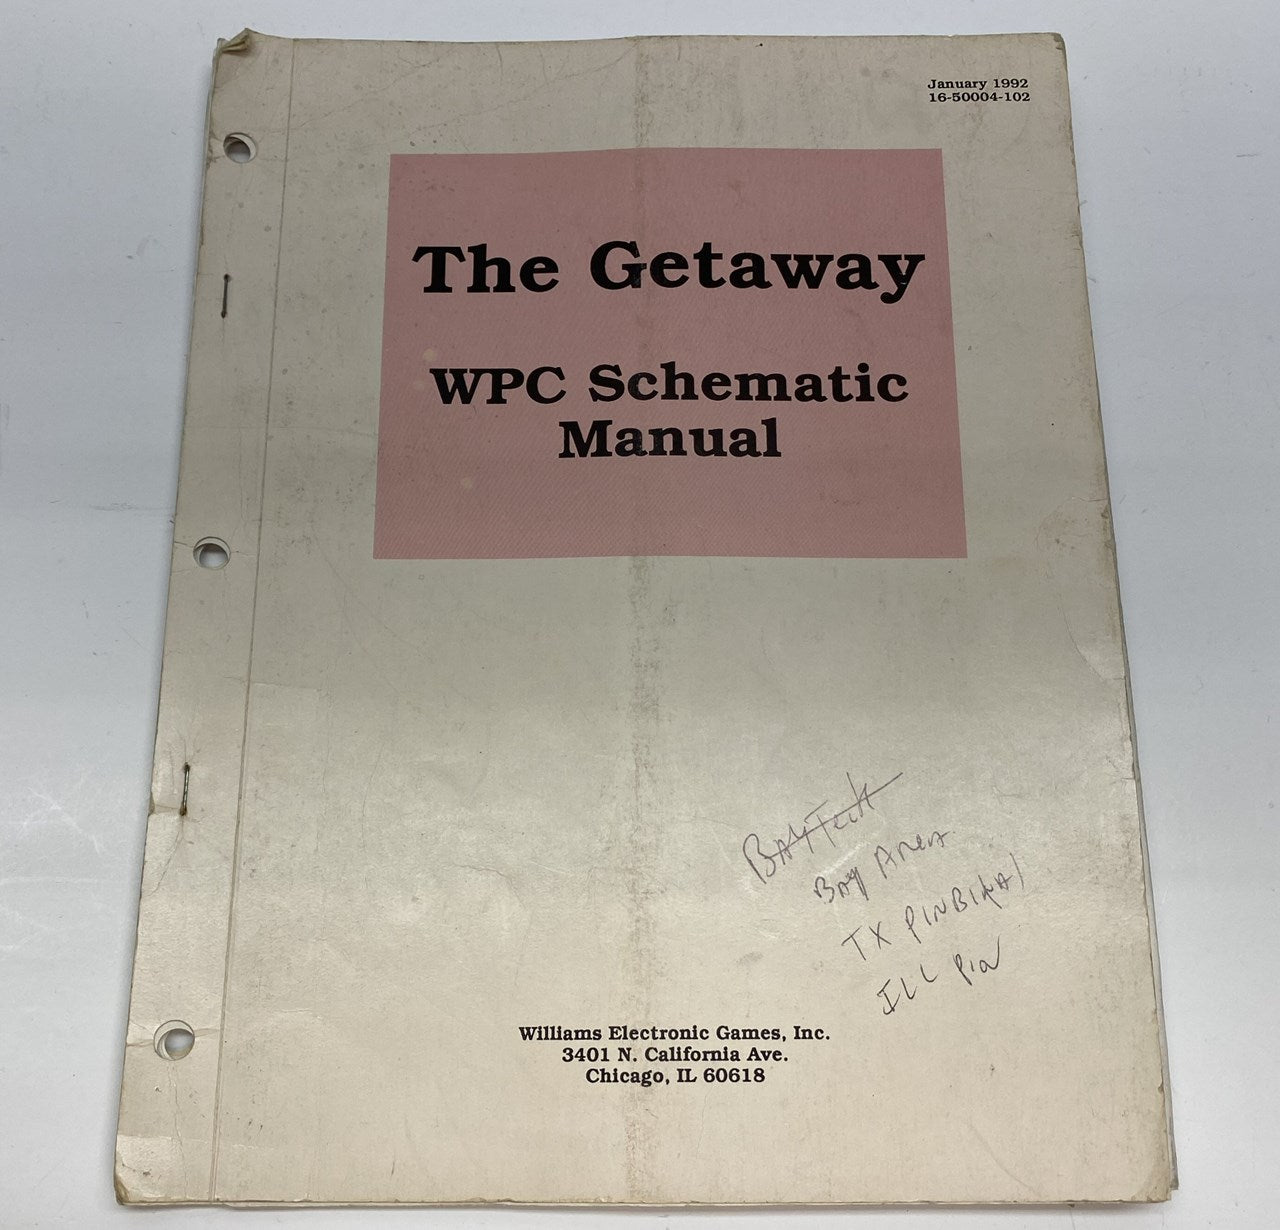 January 1992
16-50004-102
The Getaway
WPC Schematic
Manual
BAYTech
BAY Area
TX PINBI
ILL Pin
Williams Electronic Games, Inc.
3401 N. California Ave.
Chicago, IL 60618